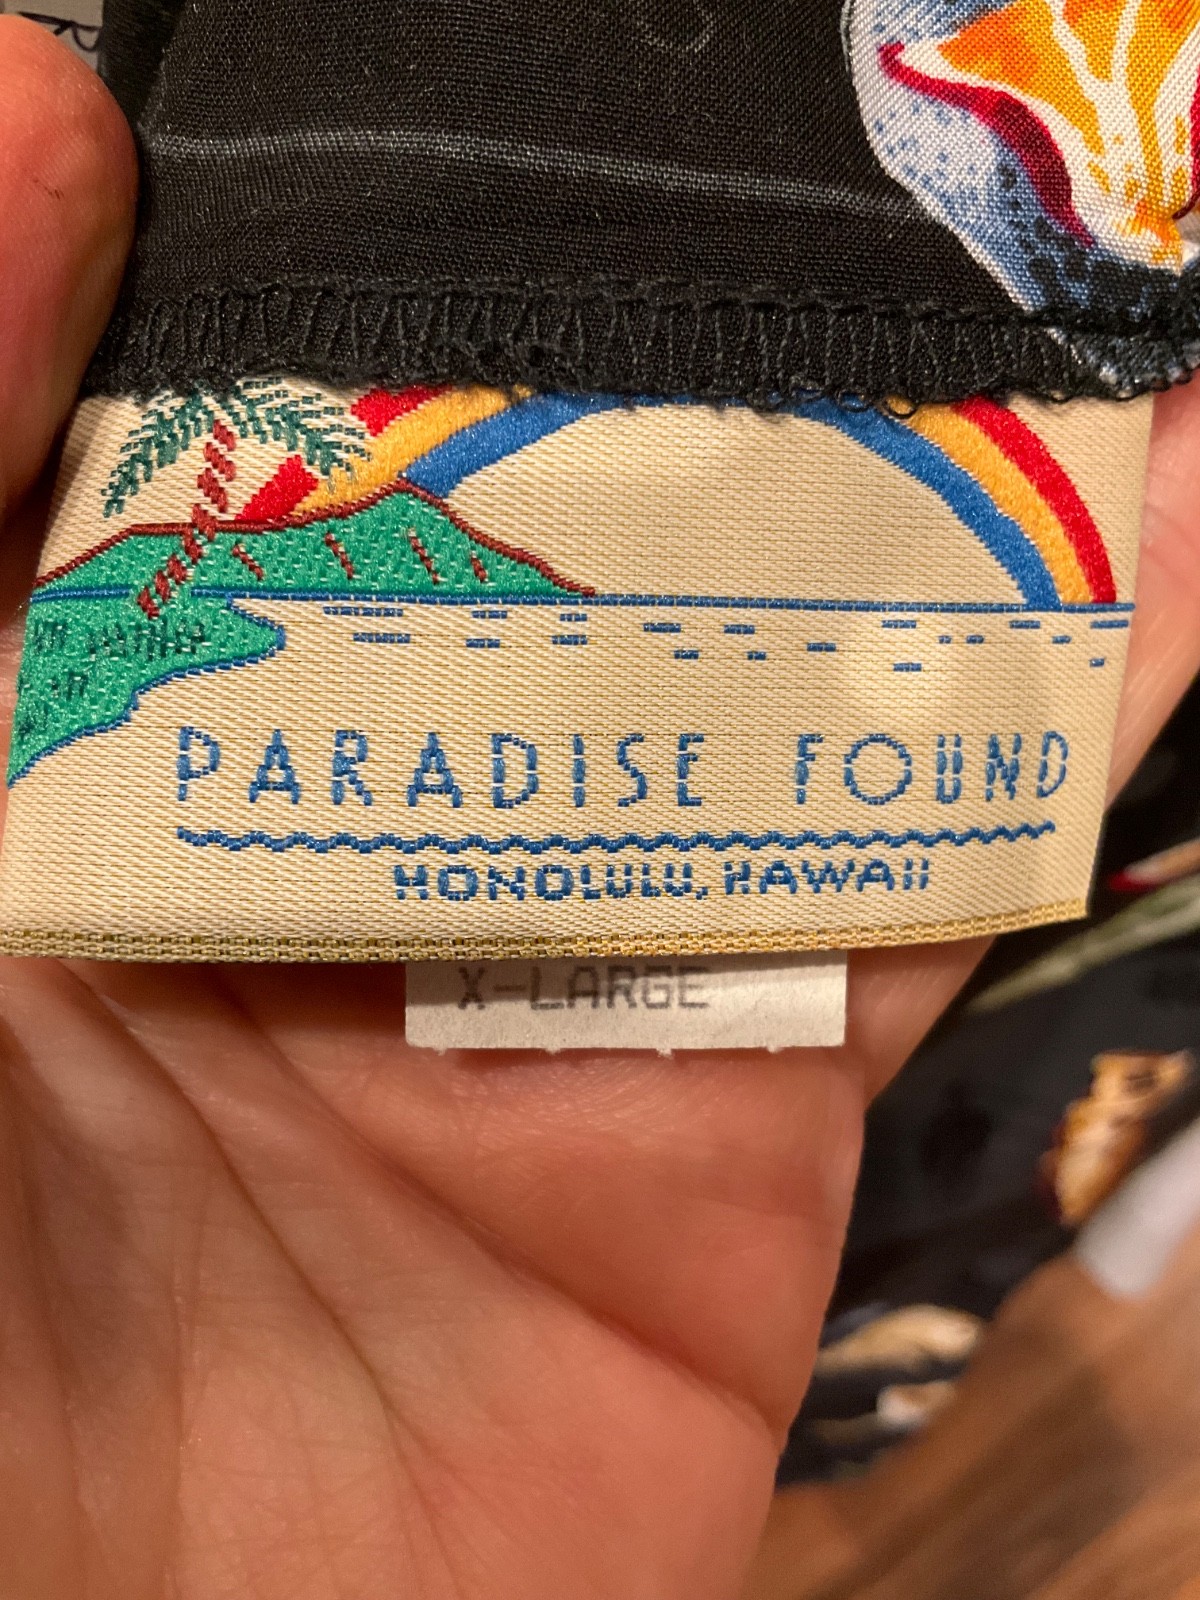 PARADISE FOUND
HONOLULU, HAWAII
X-LARGE